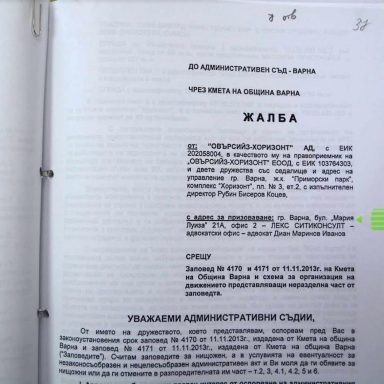 ДО АДМИНИСТРАТИВЕН СЪД - ВАРНА
ЧРЕЗ КМЕТА НА ОБЩИНА ВАРНА
ЖАЛБА
от: "ОВЪРСИЙЗ-ХОРИЗОНТ" АД, с ЕИК
202058004, в качеството му на правоприемник на
„ОВЪРСИЙЗ-ХОРИЗОНТ" ЕООД, с ЕИК 103764303,
и двете дружества със седалище и адрес на
управление гр. Варна, ж.к. "Приморски парк",
комплекс "Хоризонт", пл. № 3, ет.2, с изпълнителен
директор Рубин Бисеров Коцев,
с адрес за призоваване: гр. Варна, бул. „Мария
Луиза" 21А, офис 2 – ЛЕКС СИТИКОНСУЛТ –
адвокатски офис – адвокат Диан Маринов Иванов
СРЕЩУ
Заповед № 4170 и 4171 от 11.11.2013г. на Кмета
на Община Варна и схема за организация на
движението представляващи неразделна част от
заповедта.
УВАЖАЕМИ АДМИНИСТРАТИВНИ СЪДИИ,
От името на дружеството, което представлявам, оспорвам пред Вас в
законоустановения срок заповед № 4170 от 11.11.2013г., издадена от Кмета на община
Варна и заповед № 4171 от 11.11.2013г., издадена от Кмета на община Варна
("Заповедите"). Считам заповедите за нищожни, а в условията на евентуалност за
незаконосъобразен и нецелесъобразен административен акт и Ви моля да ги обявите за
нищожни или да ги отмените в разпоредителната им част – т.2, 3, 4.1, 4.2, 5 и 6.